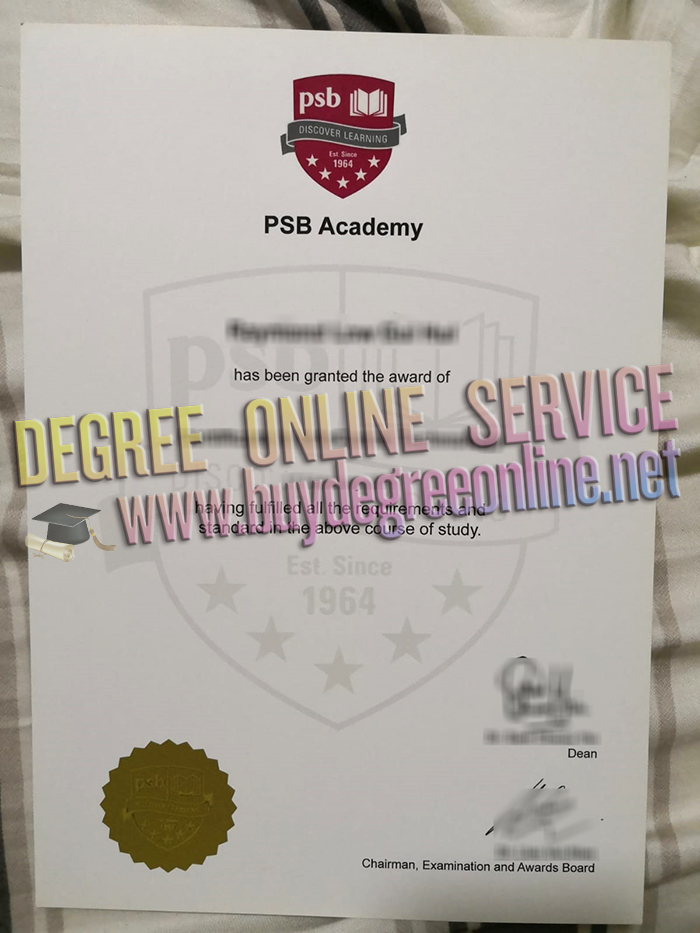 psb
DISCOVER LEARNING
Est. Since
1964
PSB Academy
psb
has been granted the award of
DEGREE ONLINE SERVICE
www.buydegreeonline.net
having fulfilled all the requirements and
standard in the above course of study.
Est. Since
1964
Dean
psb
Chairman, Examination and Awards Board